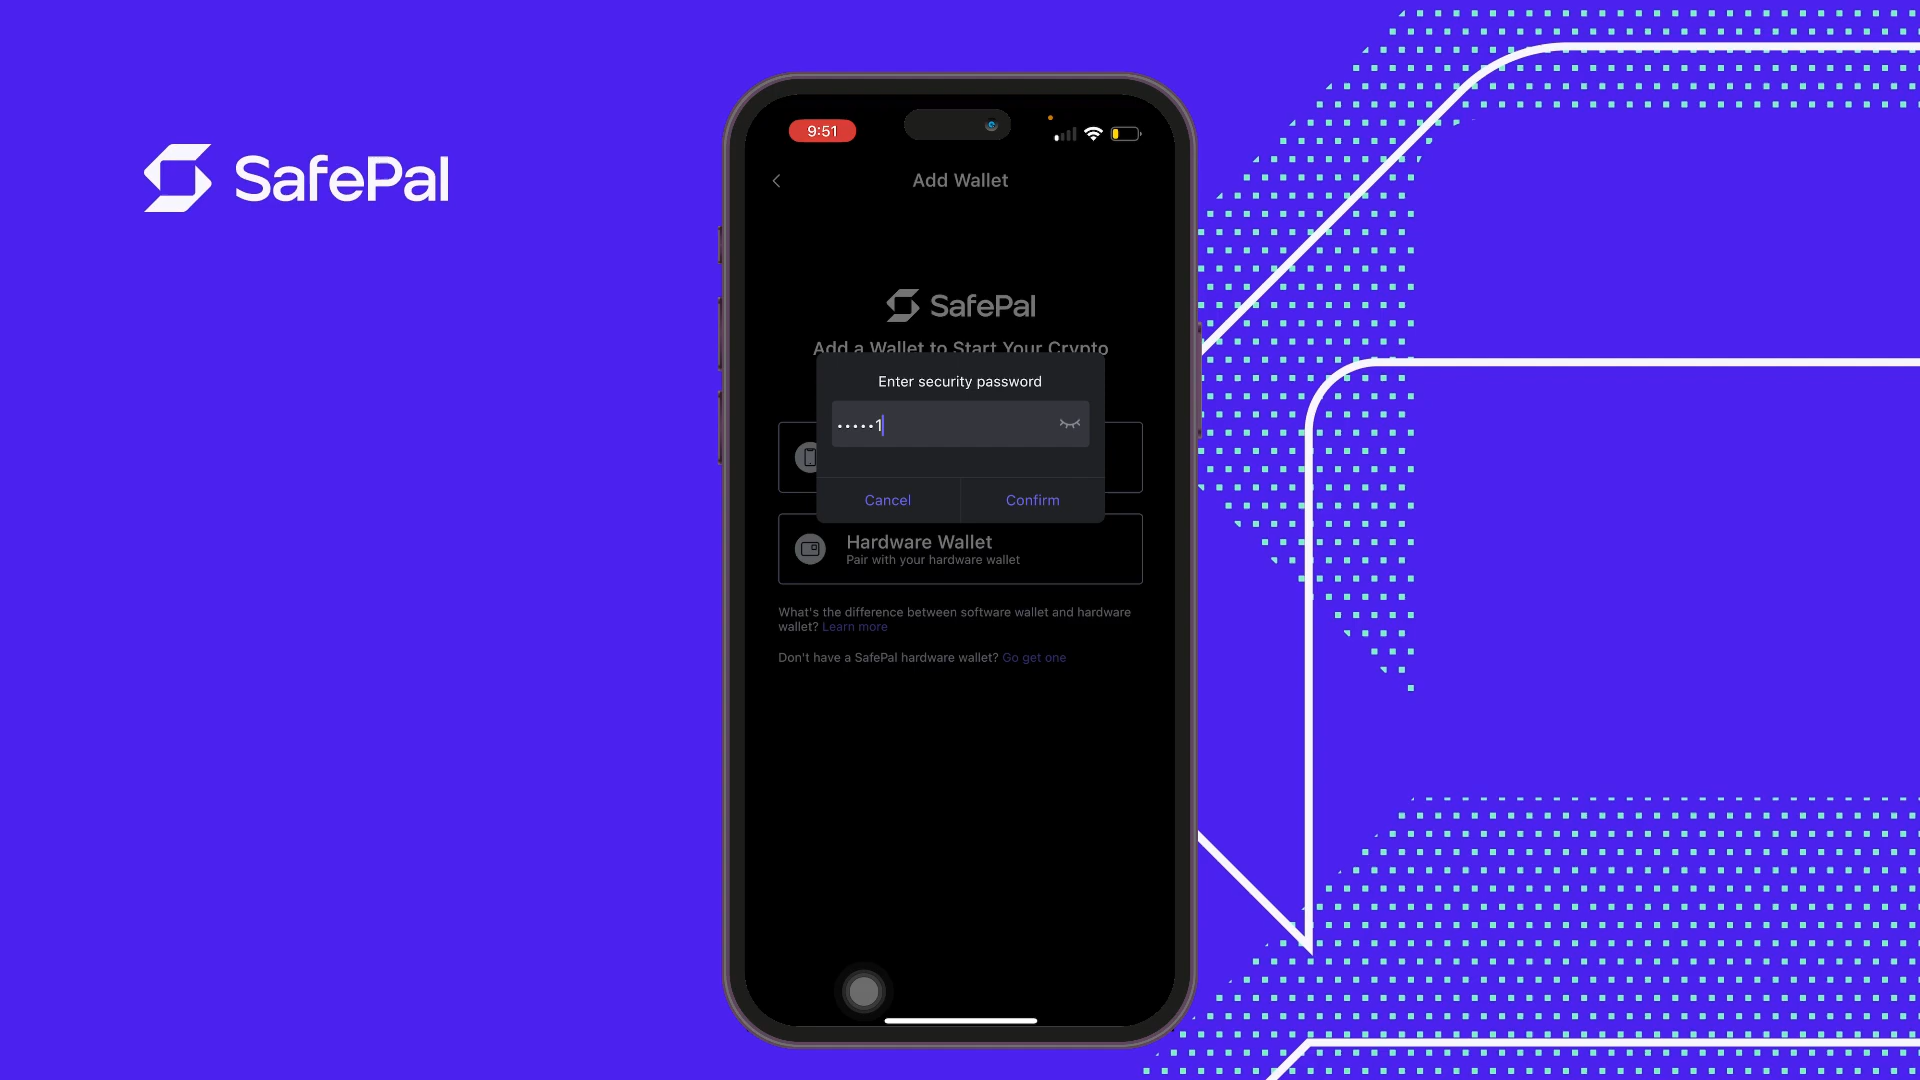 SafePal
9:51
Add Wallet
SafePal
Add a Wallet to Start Your Crypto
Enter security password
•••••1
Cancel
Confirm
Hardware Wallet
Pair with your hardware wallet
What's the difference between software wallet and hardware
wallet? Learn more
Don't have a SafePal hardware wallet? Go get one